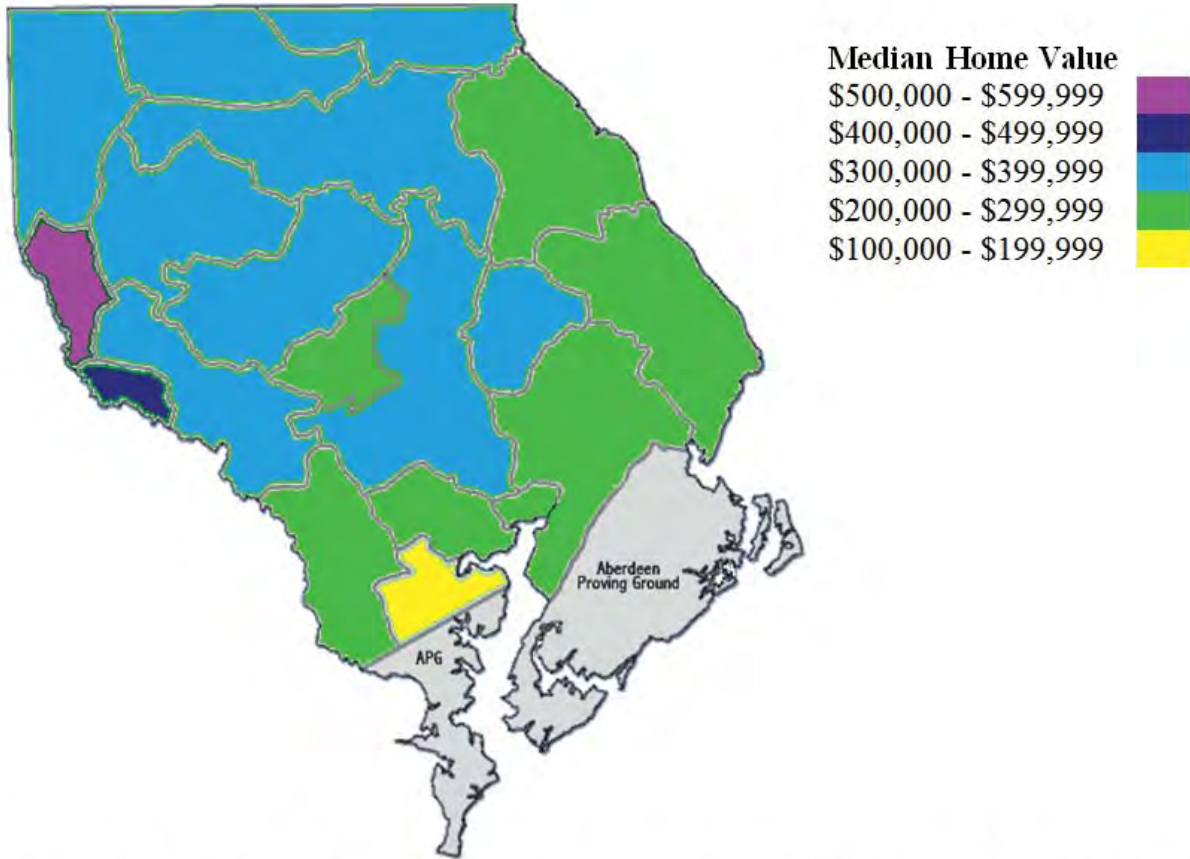 Median Home Value
$500,000 - $599,999
$400,000 - $499,999
$300,000 - $399,999
$200,000 - $299,999
$100,000 - $199,999
Aberdeen
Proving Ground
APG